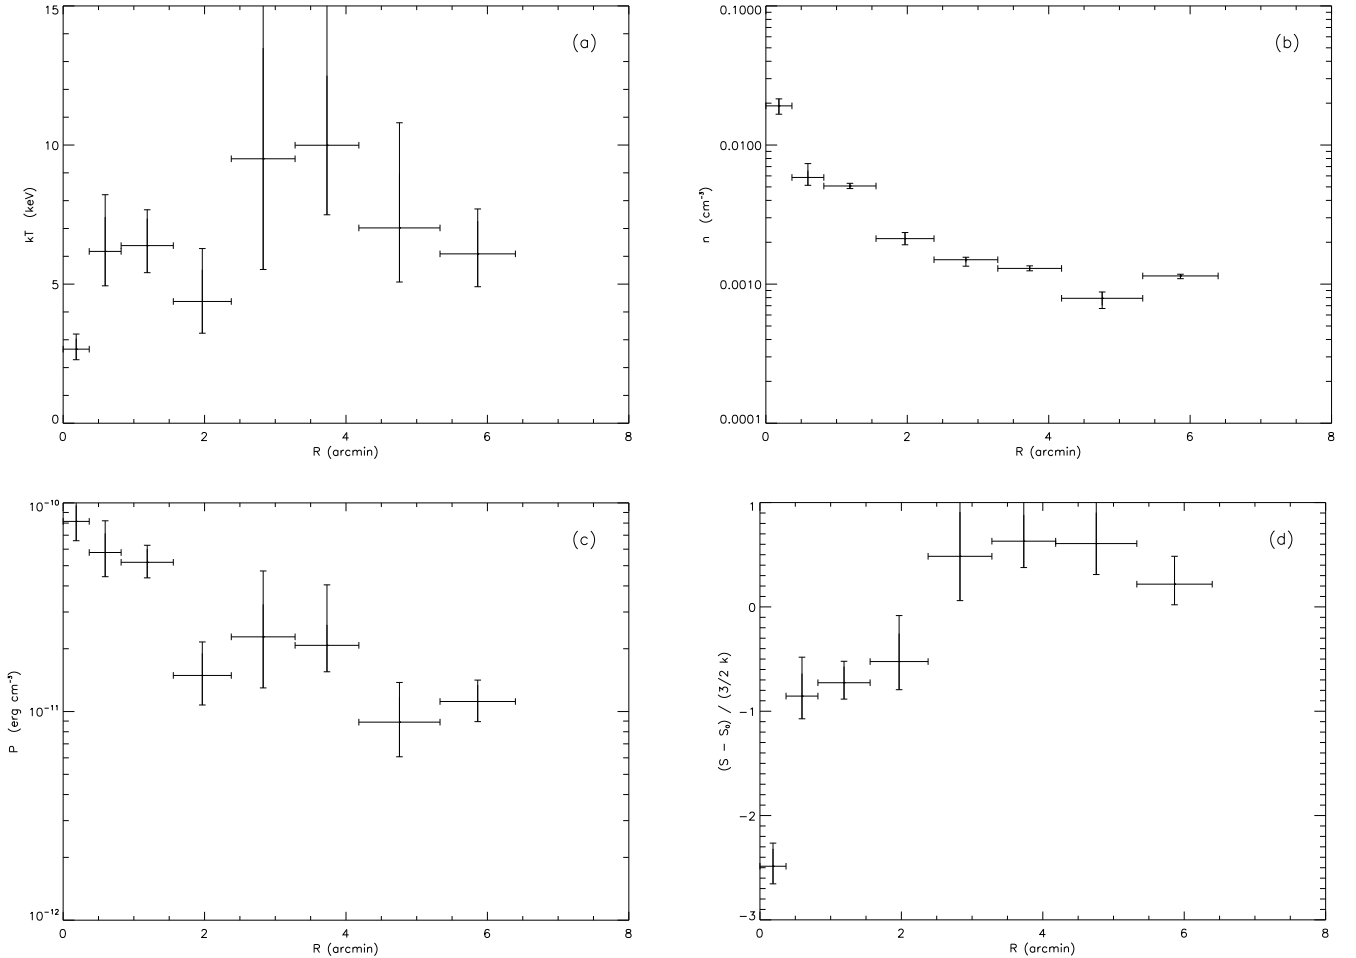 15
(a)
10
kT (keV)
5
0
0 2 4 6 8
R (arcmin)
0.1000
(b)
0.0100
n (cm⁻³)
0.0010
0.0001
0 2 4 6 8
R (arcmin)
10⁻¹⁰
(c)
P (erg cm⁻³)
10⁻¹¹
10⁻¹²
0 2 4 6 8
R (arcmin)
1
(d)
0
(S − S₀) / (3/2 k)
−1
−2
−3
0 2 4 6 8
R (arcmin)